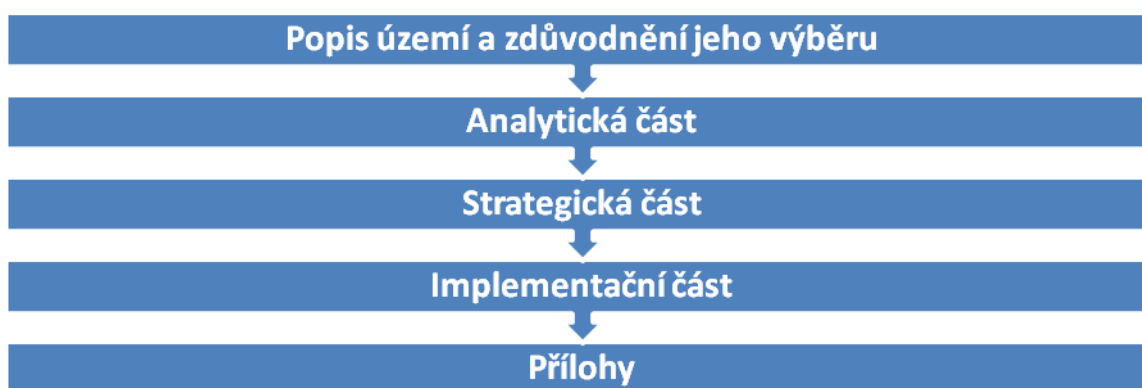 Popis území a zdůvodnění jeho výběru
Analytická část
Strategická část
Implementační část
Přílohy